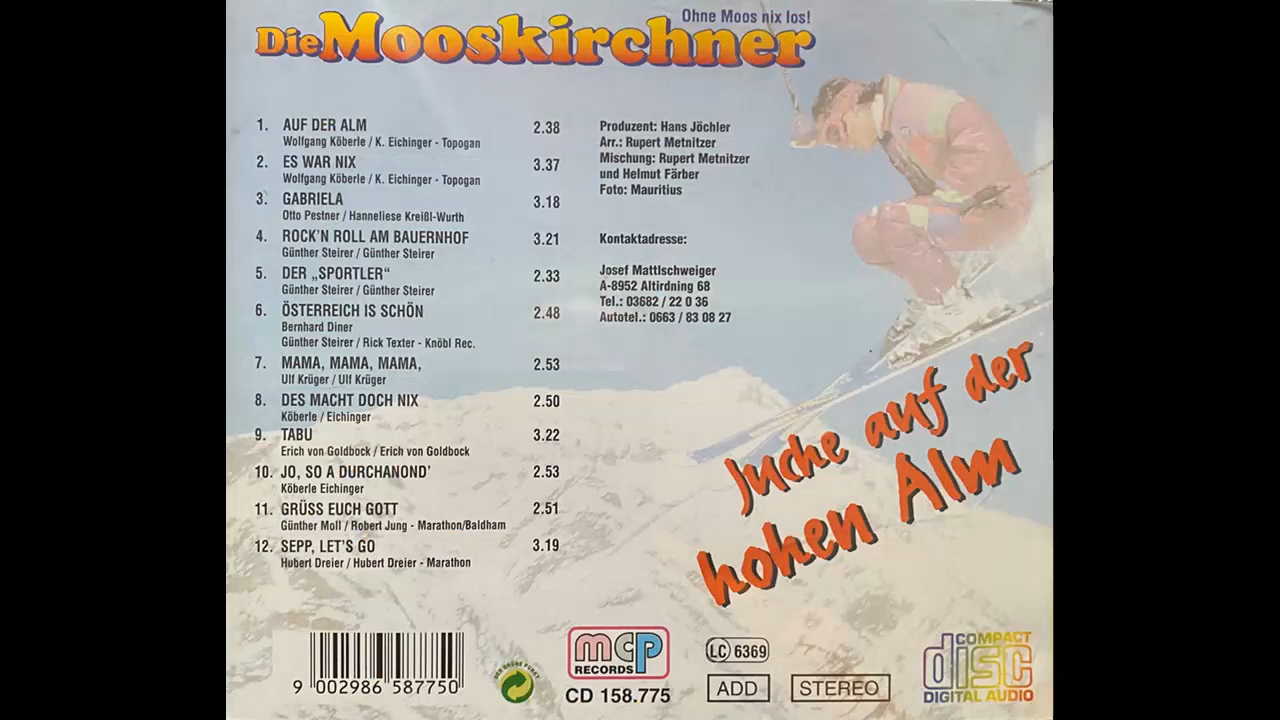 Ohne Moos nix los!
Die Mooskirchner
1. AUF DER ALM 2.38
Wolfgang Köberle / K. Eichinger - Topogan
2. ES WAR NIX 3.37
Wolfgang Köberle / K. Eichinger - Topogan
3. GABRIELA 3.18
Otto Pestner / Hanneliese Kreißl-Wurth
4. ROCK'N ROLL AM BAUERNHOF 3.21
Günther Steirer / Günther Steirer
5. DER „SPORTLER“ 2.33
Günther Steirer / Günther Steirer
6. ÖSTERREICH IS SCHÖN 2.48
Bernhard Diner
Günther Steirer / Rick Texter - Knöbl Rec.
7. MAMA, MAMA, MAMA, 2.53
Ulf Krüger / Ulf Krüger
8. DES MACHT DOCH NIX 2.50
Köberle / Eichinger
9. TABU 3.22
Erich von Goldbock / Erich von Goldbock
10. JO, SO A DURCHANOND' 2.53
Köberle Eichinger
11. GRÜSS EUCH GOTT 2.51
Günther Moll / Robert Jung - Marathon/Baldham
12. SEPP, LET'S GO 3.19
Hubert Dreier / Hubert Dreier - Marathon
Produzent: Hans Jöchler
Arr.: Rupert Metnitzer
Mischung: Rupert Metnitzer
und Helmut Färber
Foto: Mauritius
Kontaktadresse:
Josef Mattlschweiger
A-8952 Altirdning 68
Tel.: 03682 / 22 0 36
Autotel.: 0663 / 83 08 27
Juche auf der
hohen Alm
9 002986 587750
DER GRÜNE PUNKT
mcp
RECORDS
CD 158.775
LC 6369
ADD
STEREO
COMPACT
disc
DIGITAL AUDIO